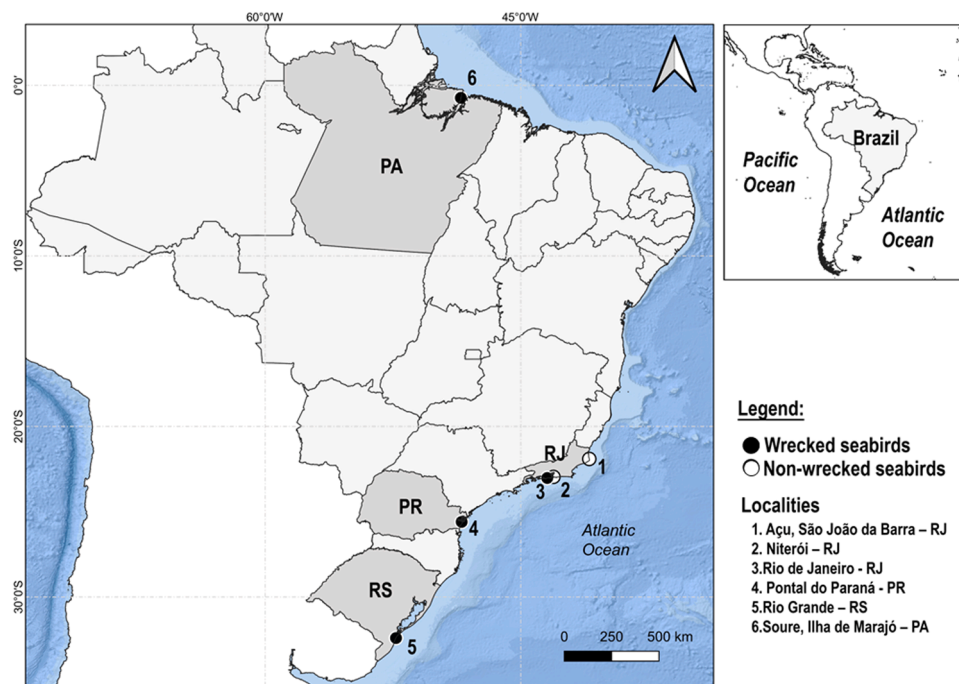 60°0'W
45°0'W
0°0'
10°0'S
20°0'S
30°0'S
6
PA
RJ
1
3
2
PR
4
RS
5
Atlantic
Ocean
0 250 500 km
Brazil
Pacific
Ocean
Atlantic
Ocean
Legend:
Wrecked seabirds
Non-wrecked seabirds
Localities
1. Açu, São João da Barra – RJ
2. Niterói – RJ
3.Rio de Janeiro - RJ
4. Pontal do Paraná - PR
5.Rio Grande – RS
6.Soure, Ilha de Marajó – PA